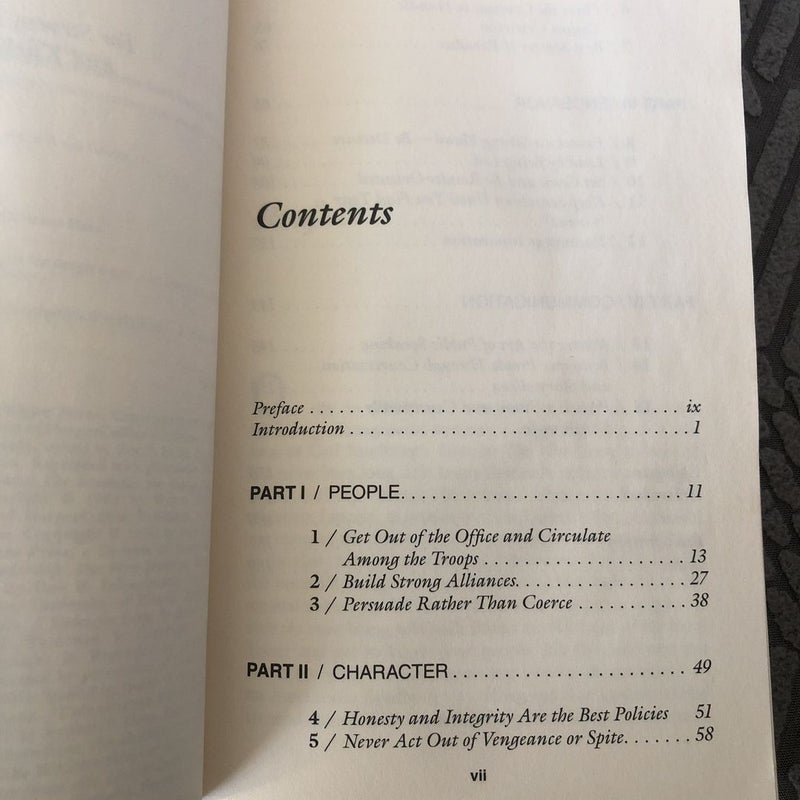 Contents
Preface . . . . . . . . . . . . . . . . . . . . . . . . . . . . . . . . . . . . . . ix
Introduction . . . . . . . . . . . . . . . . . . . . . . . . . . . . . . . . . . 1
PART I / PEOPLE. . . . . . . . . . . . . . . . . . . . . . . . . . . . 11
1 / Get Out of the Office and Circulate
Among the Troops . . . . . . . . . . . . . . . . . . . . 13
2 / Build Strong Alliances. . . . . . . . . . . . . . . . . 27
3 / Persuade Rather Than Coerce . . . . . . . . . . . 38
PART II / CHARACTER . . . . . . . . . . . . . . . . . . . . . . . 49
4 / Honesty and Integrity Are the Best Policies 51
5 / Never Act Out of Vengeance or Spite. . . . . . . 58
vii